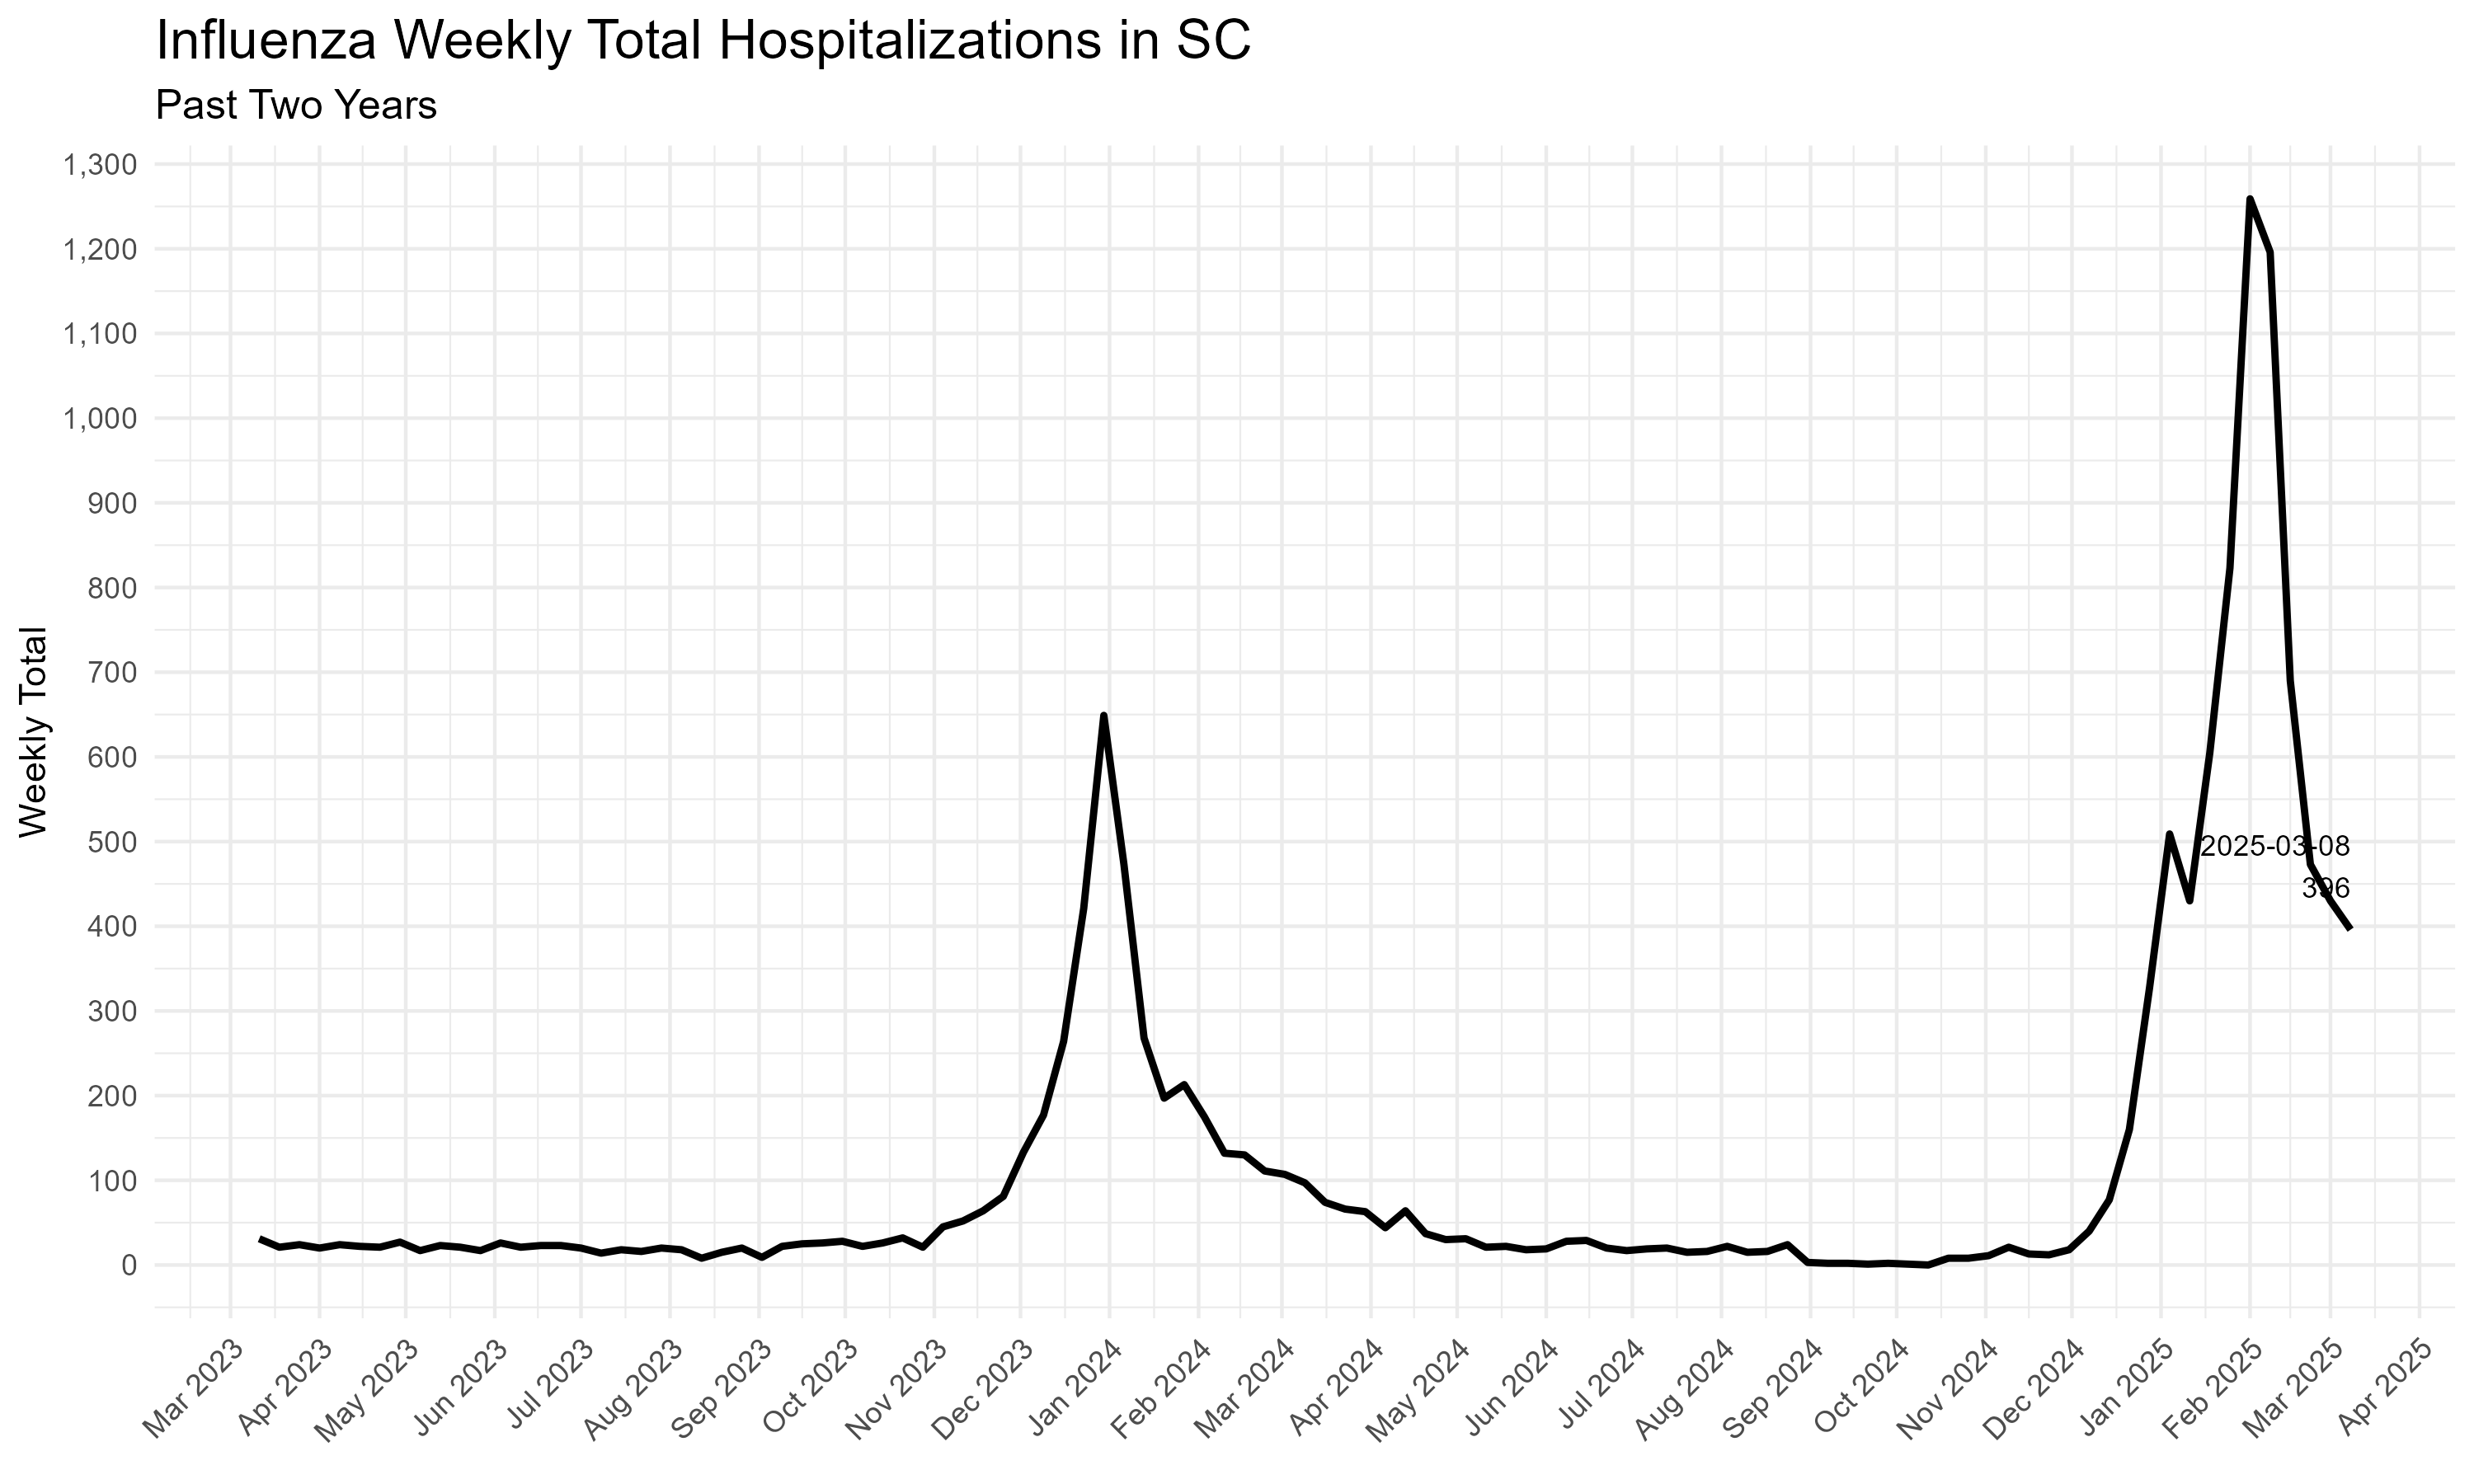 Influenza Weekly Total Hospitalizations in SC
Past Two Years
1,300
1,200
1,100
1,000
900
800
700
600
500
400
300
200
100
0
Weekly Total
2025-03-08
396
Mar 2023
Apr 2023
May 2023
Jun 2023
Jul 2023
Aug 2023
Sep 2023
Oct 2023
Nov 2023
Dec 2023
Jan 2024
Feb 2024
Mar 2024
Apr 2024
May 2024
Jun 2024
Jul 2024
Aug 2024
Sep 2024
Oct 2024
Nov 2024
Dec 2024
Jan 2025
Feb 2025
Mar 2025
Apr 2025